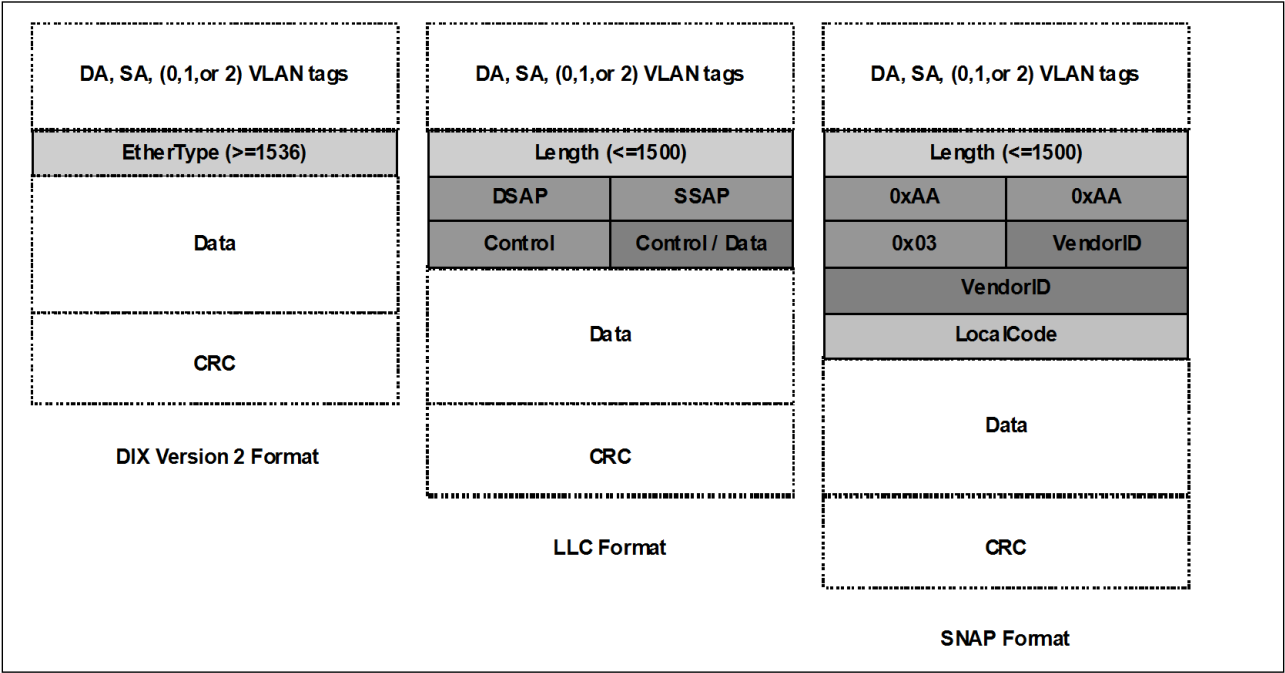 DA, SA, (0,1,or 2) VLAN tags
EtherType (>=1536)
Data
CRC
DIX Version 2 Format
DA, SA, (0,1,or 2) VLAN tags
Length (<=1500)
DSAP SSAP
Control Control / Data
Data
CRC
LLC Format
DA, SA, (0,1,or 2) VLAN tags
Length (<=1500)
0xAA 0xAA
0x03 VendorID
VendorID
LocalCode
Data
CRC
SNAP Format